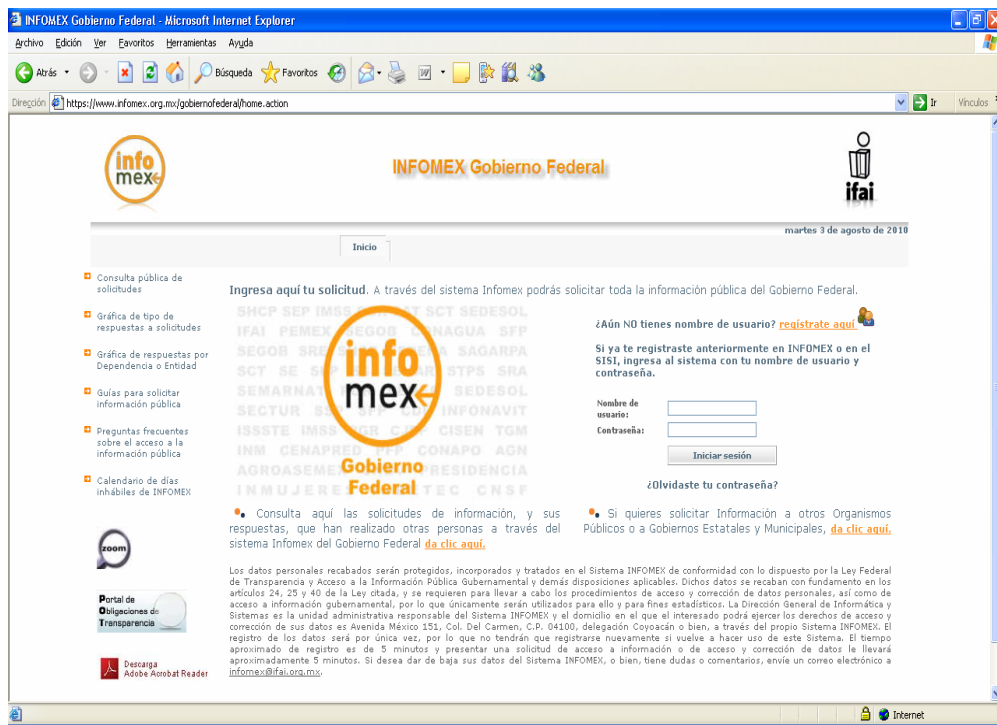 INFOMEX Gobierno Federal - Microsoft Internet Explorer
Archivo Edición Ver Favoritos Herramientas Ayuda
Atrás Búsqueda Favoritos
Dirección https://www.infomex.org.mx/gobiernofederal/home.action Ir Vínculos
info
mex
INFOMEX Gobierno Federal
ifai
martes 3 de agosto de 2010
Inicio
Consulta pública de
solicitudes
Gráfica de tipo de
respuestas a solicitudes
Gráfica de respuestas por
Dependencia o Entidad
Guías para solicitar
información pública
Preguntas frecuentes
sobre el acceso a la
información pública
Calendario de días
inhábiles de INFOMEX
zoom
Portal de
Obligaciones de
Transparencia
Descarga
Adobe Acrobat Reader
Ingresa aquí tu solicitud. A través del sistema Infomex podrás solicitar toda la información pública del Gobierno Federal.
SHCP SEP IMSS SCT SEDESOL
IFAI PEMEX SEGOB CONAGUA SFP
SEGOB SRE SAGARPA
SCT SE STPS SRA
SEMARNAT SEDESOL
SECTUR INFONAVIT
ISSSTE IMSS PGR CJEF CISEN TGM
INM CENAPRED PFP CONAPO AGN
AGROASEMEX PRESIDENCIA
INMUJERES TEC CNSF
info
mex
Gobierno
Federal
¿Aún NO tienes nombre de usuario? regístrate aquí
Si ya te registraste anteriormente en INFOMEX o en el
SISI, ingresa al sistema con tu nombre de usuario y
contraseña.
Nombre de
usuario:
Contraseña:
Iniciar sesión
¿Olvidaste tu contraseña?
Consulta aquí las solicitudes de información, y sus
respuestas, que han realizado otras personas a través del
sistema Infomex del Gobierno Federal da clic aquí.
Si quieres solicitar Información a otros Organismos
Públicos o a Gobiernos Estatales y Municipales, da clic aquí.
Los datos personales recabados serán protegidos, incorporados y tratados en el Sistema INFOMEX de conformidad con lo dispuesto por la Ley Federal
de Transparencia y Acceso a la Información Pública Gubernamental y demás disposiciones aplicables. Dichos datos se recaban con fundamento en los
artículos 24, 25 y 40 de la Ley citada, y se requieren para llevar a cabo los procedimientos de acceso y corrección de datos personales, así como de
acceso a información gubernamental, por lo que únicamente serán utilizados para ello y para fines estadísticos. La Dirección General de Informática y
Sistemas es la unidad administrativa responsable del Sistema INFOMEX y el domicilio en el que el interesado podrá ejercer los derechos de acceso y
corrección de sus datos es Avenida México 151, Col. Del Carmen, C.P. 04100, delegación Coyoacán o bien, a través del propio Sistema INFOMEX. El
registro de los datos será por única vez, por lo que no tendrán que registrarse nuevamente si vuelve a hacer uso de este Sistema. El tiempo
aproximado de registro es de 5 minutos y presentar una solicitud de acceso a información o de acceso y corrección de datos le llevará
aproximadamente 5 minutos. Si desea dar de baja sus datos del Sistema INFOMEX, o bien, tiene dudas o comentarios, envíe un correo electrónico a
infomex@ifai.org.mx.
Internet